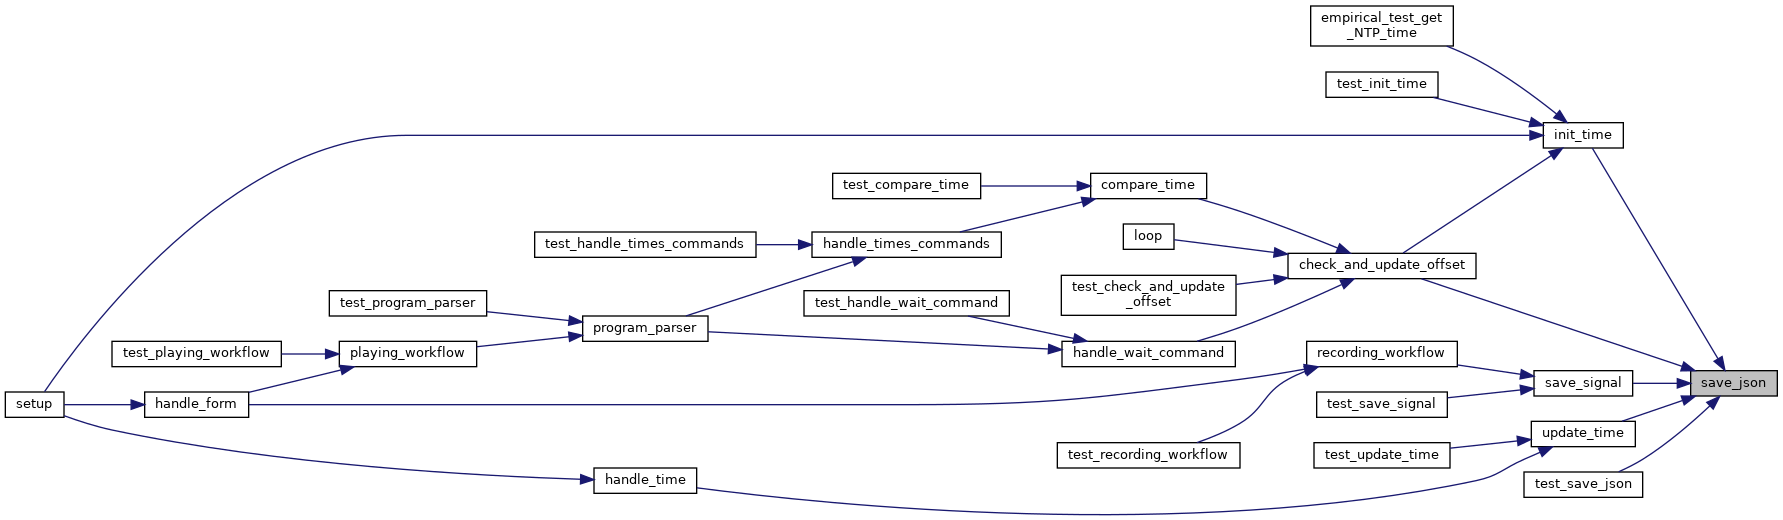 empirical_test_get
_NTP_time
test_init_time
init_time
test_compare_time
compare_time
loop
test_handle_times_commands
handle_times_commands
check_and_update_offset
test_check_and_update
_offset
test_program_parser
test_handle_wait_command
program_parser
test_playing_workflow
playing_workflow
handle_wait_command
recording_workflow
save_signal
save_json
setup
handle_form
test_save_signal
update_time
test_recording_workflow
test_update_time
handle_time
test_save_json